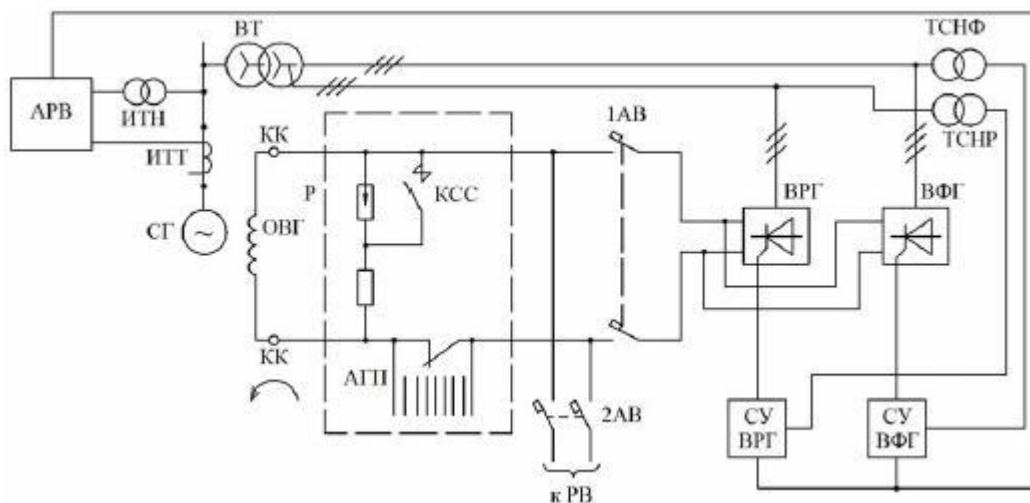 ВТ
ТСНФ
АРВ
ИТН
КК
1АВ
ТСНР
ИТТ
Р
КСС
ВРГ
ВФГ
СГ
ОВГ
КК
АГП
2АВ
СУ
ВРГ
СУ
ВФГ
к РВ